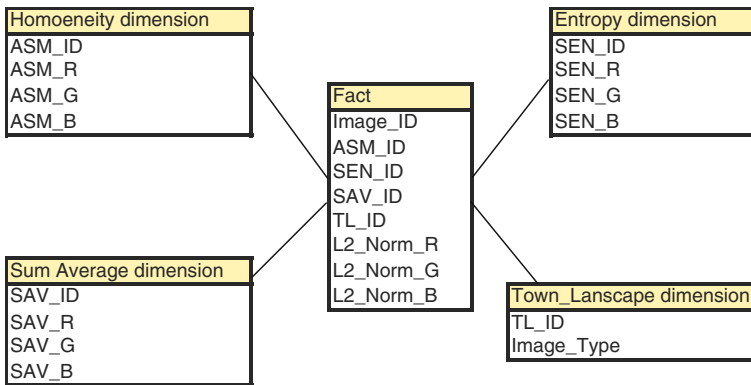 Homoeneity dimension
ASM_ID
ASM_R
ASM_G
ASM_B
Entropy dimension
SEN_ID
SEN_R
SEN_G
SEN_B
Fact
Image_ID
ASM_ID
SEN_ID
SAV_ID
TL_ID
L2_Norm_R
L2_Norm_G
L2_Norm_B
Sum Average dimension
SAV_ID
SAV_R
SAV_G
SAV_B
Town_Lanscape dimension
TL_ID
Image_Type